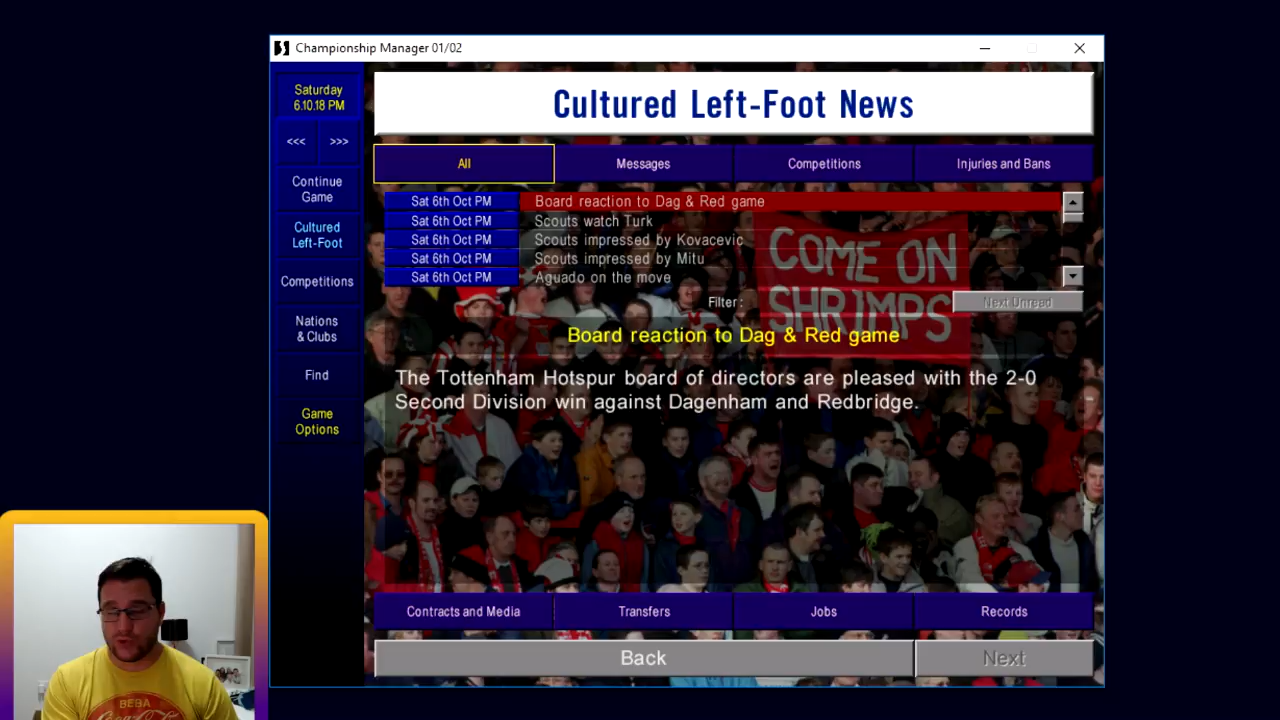 Championship Manager 01/02
Saturday
6.10.18 PM
<<< >>>
Continue
Game
Cultured
Left-Foot
Competitions
Nations
& Clubs
Find
Game
Options
Cultured Left-Foot News
All Messages Competitions Injuries and Bans
Sat 6th Oct PM Board reaction to Dag & Red game
Sat 6th Oct PM Scouts watch Turk
Sat 6th Oct PM Scouts impressed by Kovacevic
Sat 6th Oct PM Scouts impressed by Mitu
Sat 6th Oct PM Aguado on the move
COME ON
SHRIMPS
Filter : Next Unread
Board reaction to Dag & Red game
The Tottenham Hotspur board of directors are pleased with the 2-0
Second Division win against Dagenham and Redbridge.
Contracts and Media Transfers Jobs Records
Back Next
BEBA
Coca-Cola